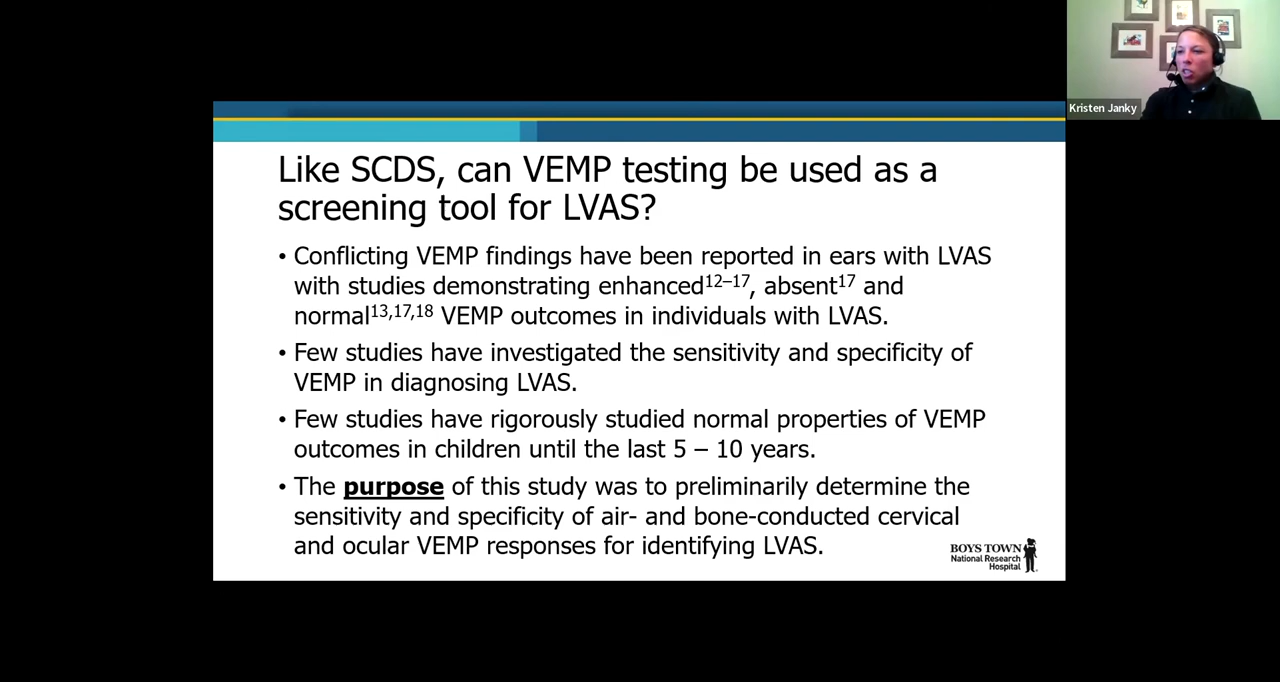 Kristen Janky
Like SCDS, can VEMP testing be used as a
screening tool for LVAS?
• Conflicting VEMP findings have been reported in ears with LVAS
with studies demonstrating enhanced12–17, absent17 and
normal13,17,18 VEMP outcomes in individuals with LVAS.
• Few studies have investigated the sensitivity and specificity of
VEMP in diagnosing LVAS.
• Few studies have rigorously studied normal properties of VEMP
outcomes in children until the last 5 – 10 years.
• The purpose of this study was to preliminarily determine the
sensitivity and specificity of air- and bone-conducted cervical
and ocular VEMP responses for identifying LVAS.
BOYS TOWN
National Research
Hospital